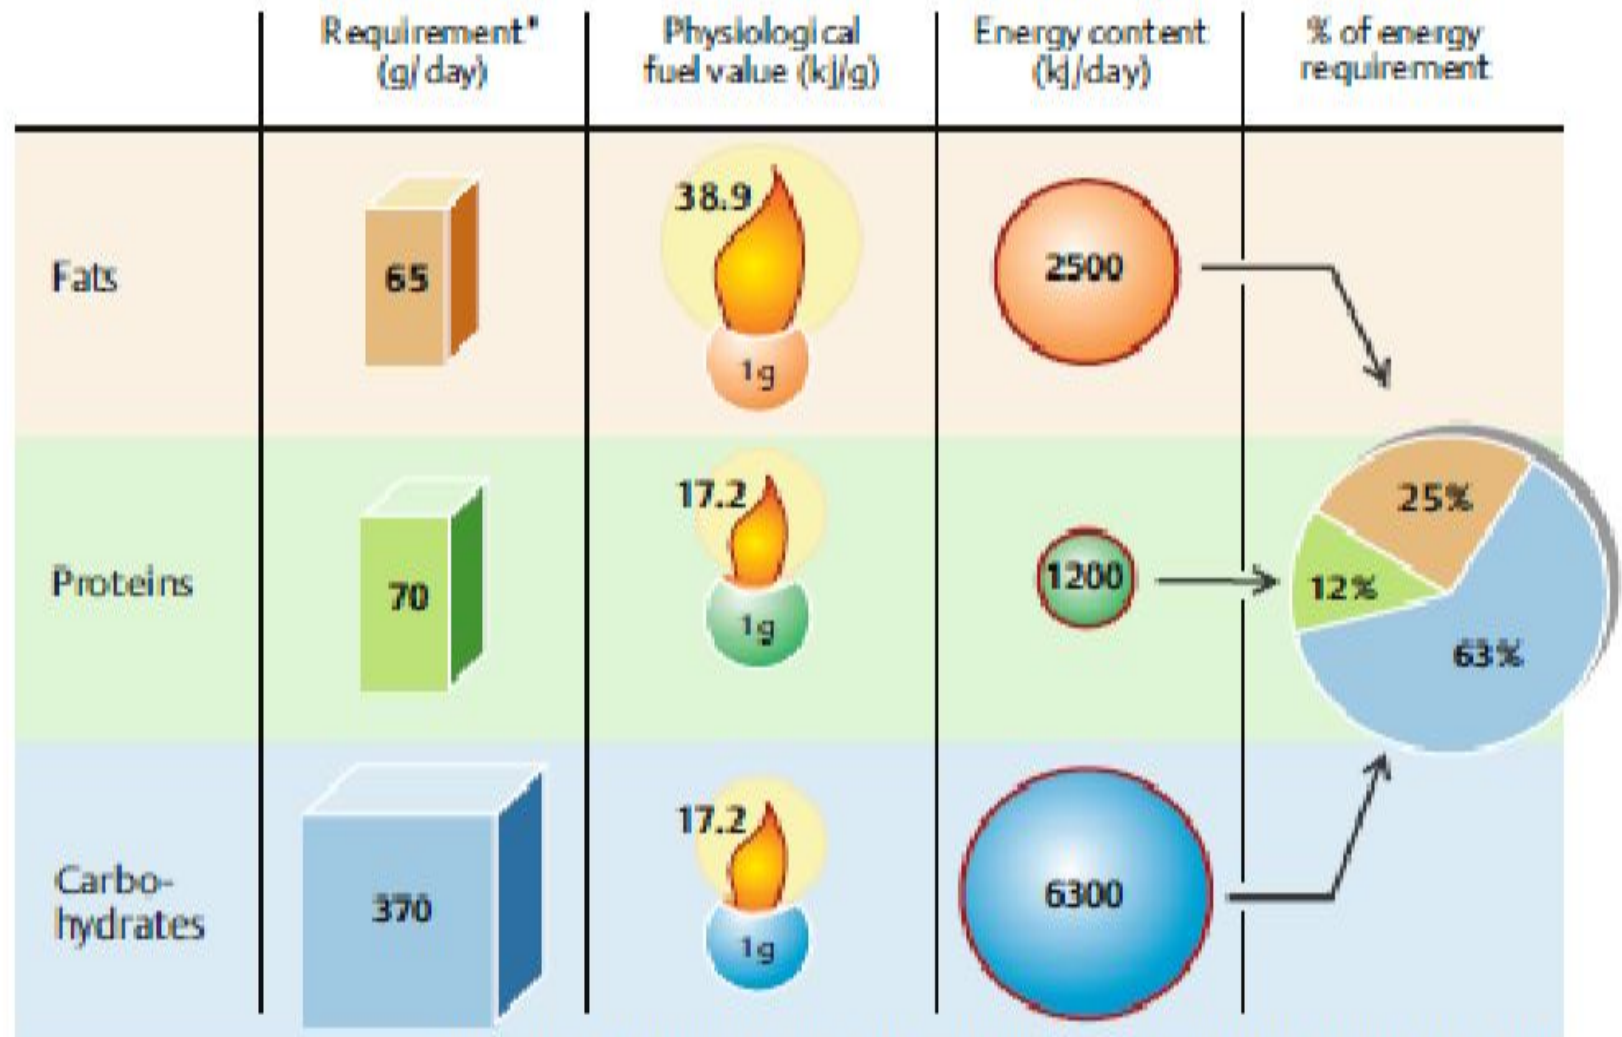 Requirement*
(g/day)
Physiological
fuel value (kj/g)
Energy content
(kj/day)
% of energy
requirement
Fats
65
38.9
1g
2500
Proteins
70
17.2
1g
1200
25%
12%
63%
Carbo-
hydrates
370
17.2
1g
6300